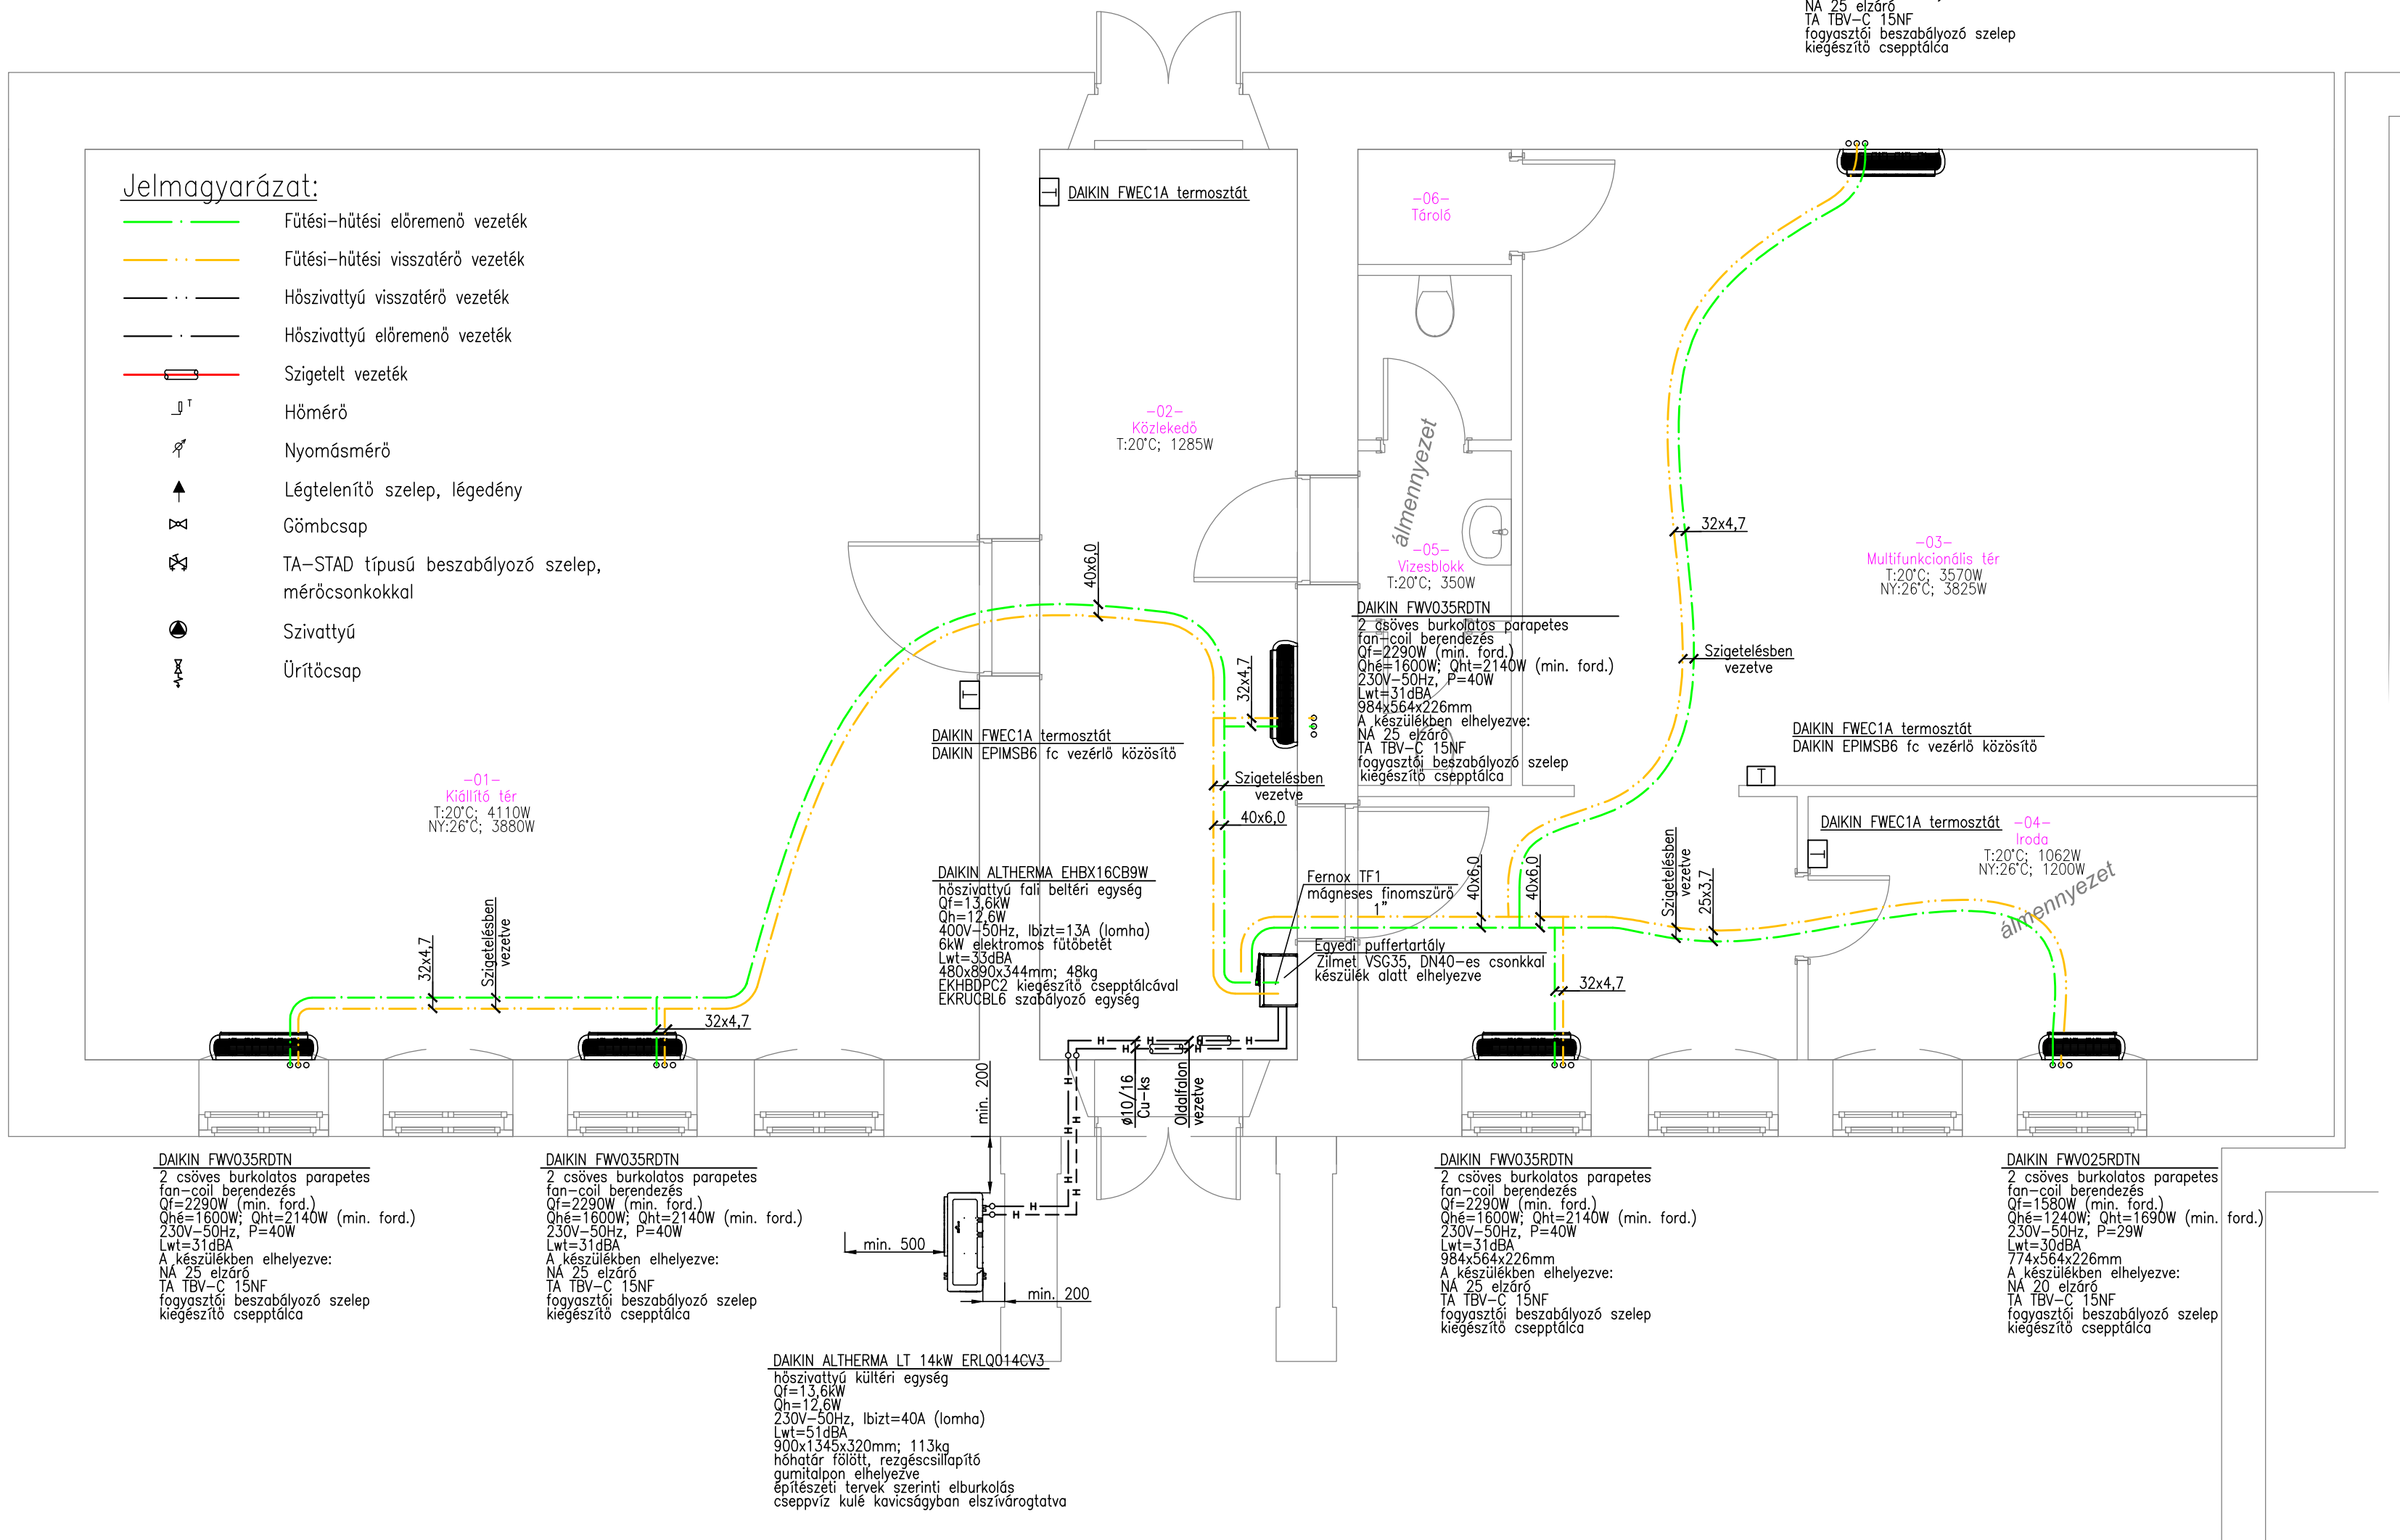 NA 25 elzáró
TA TBV-C 15NF
fogyasztói beszabályozó szelep
kiegészítő csepptálca
Jelmagyarázat:
Fűtési-hűtési előremenő vezeték
Fűtési-hűtési visszatérő vezeték
Hőszivattyú visszatérő vezeték
Hőszivattyú előremenő vezeték
Szigetelt vezeték
T
Hőmérő
Nyomásmérő
Légtelenítő szelep, légedény
Gömbcsap
TA-STAD típusú beszabályozó szelep,
mérőcsonkokkal
Szivattyú
Ürítőcsap
T
DAIKIN FWEC1A termosztát
-06-
Tároló
-02-
Közlekedő
T:20°C; 1285W
álmennyezet
-05-
Vizesblokk
T:20°C; 350W
32x4,7
-03-
Multifunkcionális tér
T:20°C; 3570W
NY:26°C; 3825W
40x6,0
DAIKIN FWV035RDTN
2 csöves burkolatos parapetes
fan-coil berendezés
Qf=2290W (min. ford.)
Qhé=1600W; Qht=2140W (min. ford.)
230V-50Hz, P=40W
Lwt=31dBA
984x564x226mm
A készülékben elhelyezve:
NA 25 elzáró
TA TBV-C 15NF
fogyasztói beszabályozó szelep
kiegészítő csepptálca
Szigetelésben
vezetve
32x4,7
T
DAIKIN FWEC1A termosztát
DAIKIN EPIMSB6 fc vezérlő közösítő
DAIKIN FWEC1A termosztát
DAIKIN EPIMSB6 fc vezérlő közösítő
T
-01-
Kiállító tér
T:20°C; 4110W
NY:26°C; 3880W
Szigetelésben
vezetve
40x6,0
DAIKIN FWEC1A termosztát
T
-04-
Iroda
T:20°C; 1062W
NY:26°C; 1200W
álmennyezet
DAIKIN ALTHERMA EHBX16CB9W
hőszivattyú fali beltéri egység
Qf=13,6kW
Qh=12,6W
400V-50Hz, Ibizt=13A (lomha)
6kW elektromos fűtőbetét
Lwt=33dBA
480x890x344mm; 48kg
EKHBDPC2 kiegészítő csepptálcával
EKRUCBL6 szabályozó egység
Fernox TF1
mágneses finomszűrő
1"
40x6,0
40x6,0
Szigetelésben
vezetve
25x3,7
Egyedi puffertartály
Zilmet VSG35, DN40-es csonkkal
készülék alatt elhelyezve
32x4,7
32x4,7
Szigetelésben
vezetve
32x4,7
H H H
H H
H H H H
H H H
H
H
ø10/16
Cu-ks
Oldalfalon
vezetve
min. 200
min. 500
min. 200
DAIKIN FWV035RDTN
2 csöves burkolatos parapetes
fan-coil berendezés
Qf=2290W (min. ford.)
Qhé=1600W; Qht=2140W (min. ford.)
230V-50Hz, P=40W
Lwt=31dBA
A készülékben elhelyezve:
NA 25 elzáró
TA TBV-C 15NF
fogyasztói beszabályozó szelep
kiegészítő csepptálca
DAIKIN FWV035RDTN
2 csöves burkolatos parapetes
fan-coil berendezés
Qf=2290W (min. ford.)
Qhé=1600W; Qht=2140W (min. ford.)
230V-50Hz, P=40W
Lwt=31dBA
A készülékben elhelyezve:
NA 25 elzáró
TA TBV-C 15NF
fogyasztói beszabályozó szelep
kiegészítő csepptálca
DAIKIN FWV035RDTN
2 csöves burkolatos parapetes
fan-coil berendezés
Qf=2290W (min. ford.)
Qhé=1600W; Qht=2140W (min. ford.)
230V-50Hz, P=40W
Lwt=31dBA
984x564x226mm
A készülékben elhelyezve:
NA 25 elzáró
TA TBV-C 15NF
fogyasztói beszabályozó szelep
kiegészítő csepptálca
DAIKIN FWV025RDTN
2 csöves burkolatos parapetes
fan-coil berendezés
Qf=1580W (min. ford.)
Qhé=1240W; Qht=1690W (min. ford.)
230V-50Hz, P=29W
Lwt=30dBA
774x564x226mm
A készülékben elhelyezve:
NA 20 elzáró
TA TBV-C 15NF
fogyasztói beszabályozó szelep
kiegészítő csepptálca
DAIKIN ALTHERMA LT 14kW ERLQ014CV3
hőszivattyú kültéri egység
Qf=13,6kW
Qh=12,6W
230V-50Hz, Ibizt=40A (lomha)
Lwt=51dBA
900x1345x320mm; 113kg
hóhatár fölött, rezgéscsillapító
gumitalpon elhelyezve
építészeti tervek szerinti elburkolás
cseppvíz kulé kavicságyban elszivárogtatva